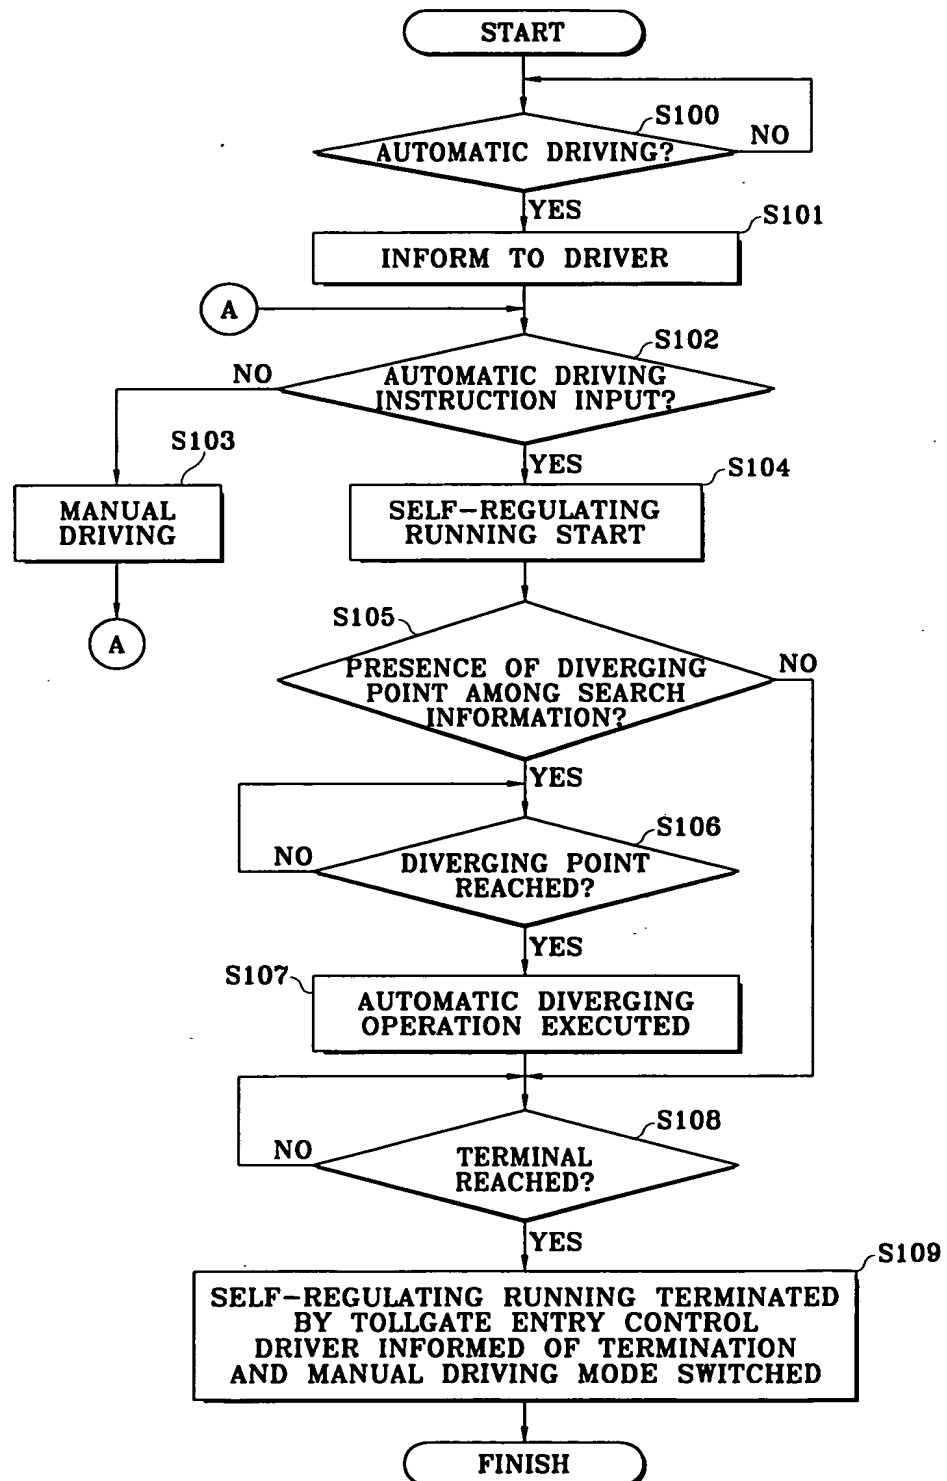 START
S100
AUTOMATIC DRIVING?
NO
YES
S101
INFORM TO DRIVER
A
S102
NO
AUTOMATIC DRIVING
INSTRUCTION INPUT?
S103
YES
S104
MANUAL
DRIVING
SELF-REGULATING
RUNNING START
A
S105
PRESENCE OF DIVERGING
POINT AMONG SEARCH
INFORMATION?
NO
YES
S106
NO
DIVERGING POINT
REACHED?
YES
S107
AUTOMATIC DIVERGING
OPERATION EXECUTED
S108
NO
TERMINAL
REACHED?
YES
S109
SELF-REGULATING RUNNING TERMINATED
BY TOLLGATE ENTRY CONTROL
DRIVER INFORMED OF TERMINATION
AND MANUAL DRIVING MODE SWITCHED
FINISH